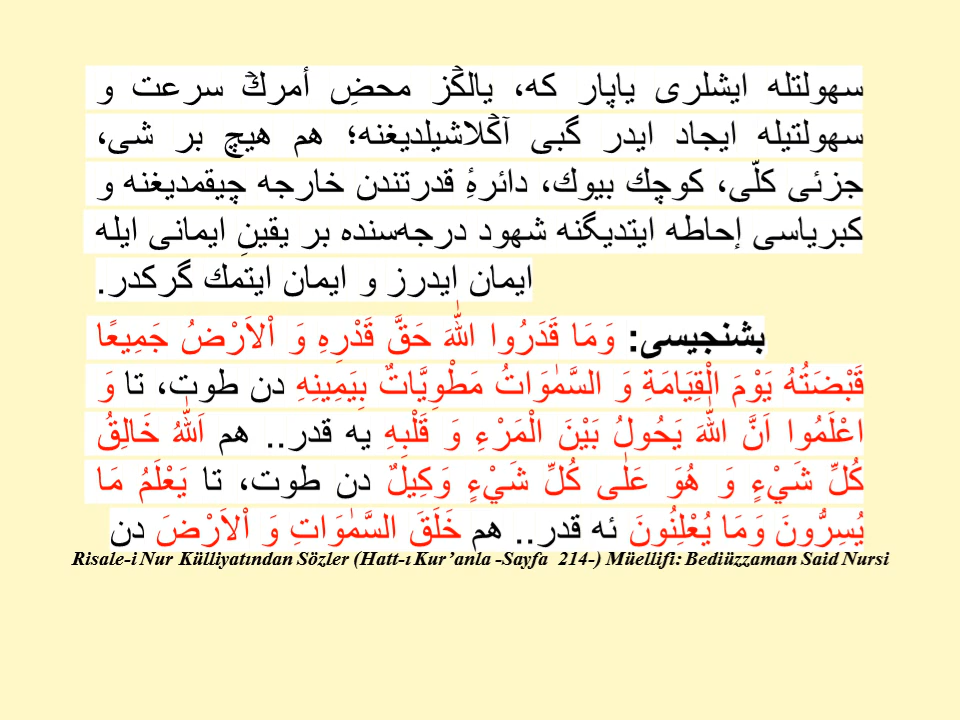 سهولتله ایشلری یاپار كه، یالڭز محضِ أمرڭ سرعت و
سهولتیله ایجاد ایدر گبی آڭلاشیلدیغنه؛ هم هیچ بر شی،
جزئی كلّی، كوچك بیوك، دائرهٔ قدرتندن خارجه چیقمدیغنه و
كبریاسی إحاطه ایتدیگنه شهود درجه‌سنده بر یقینِ ایمانی ایله
ایمان ایدرز و ایمان ایتمك گركدر.
بشنجیسی: وَمَا قَدَرُوا اللّٰهَ حَقَّ قَدْرِهِ وَ اْلاَرْضُ جَمِيعًا
قَبْضَتُهُ يَوْمَ الْقِيَامَةِ وَ السَّمٰوَاتُ مَطْوِيَّاتٌ بِيَمِينِهِ دن طوت، تا وَ
اعْلَمُوا اَنَّ اللّٰهَ يَحُولُ بَيْنَ الْمَرْءِ وَ قَلْبِهِ یه قدر.. هم اَللّٰهُ خَالِقُ
كُلِّ شَيْءٍ وَ هُوَ عَلٰى كُلِّ شَيْءٍ وَكِيلٌ دن طوت، تا يَعْلَمُ مَا
يُسِرُّونَ وَمَا يُعْلِنُونَ ئه قدر.. هم خَلَقَ السَّمٰوَاتِ وَ اْلاَرْضَ دن
Risale-i Nur Külliyatından Sözler (Hatt-ı Kur’anla -Sayfa 214-) Müellifi: Bediüzzaman Said Nursi